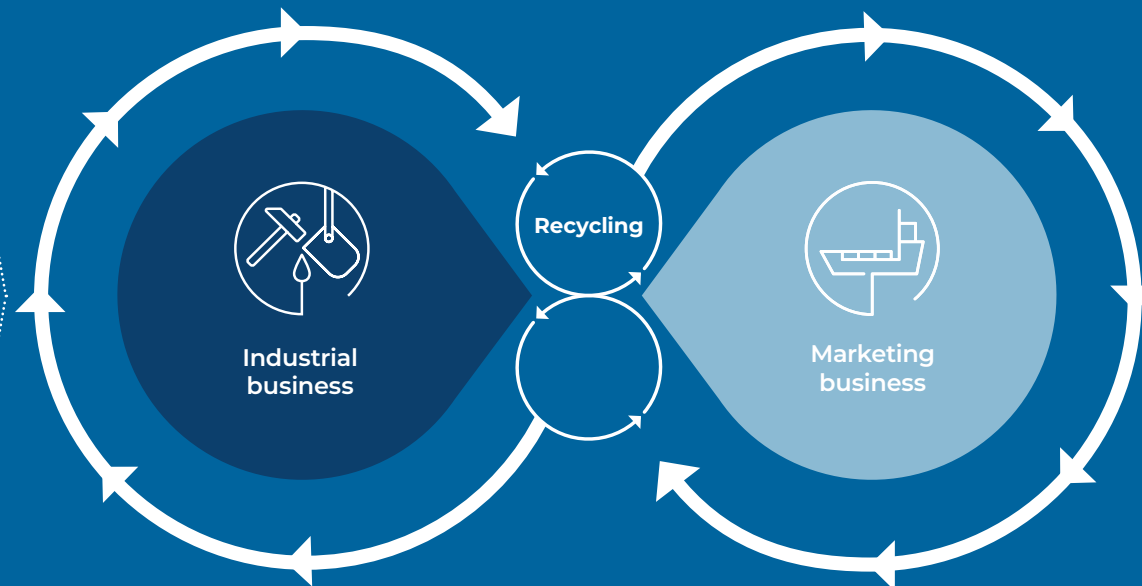 Recycling
Industrial
business
Marketing
business